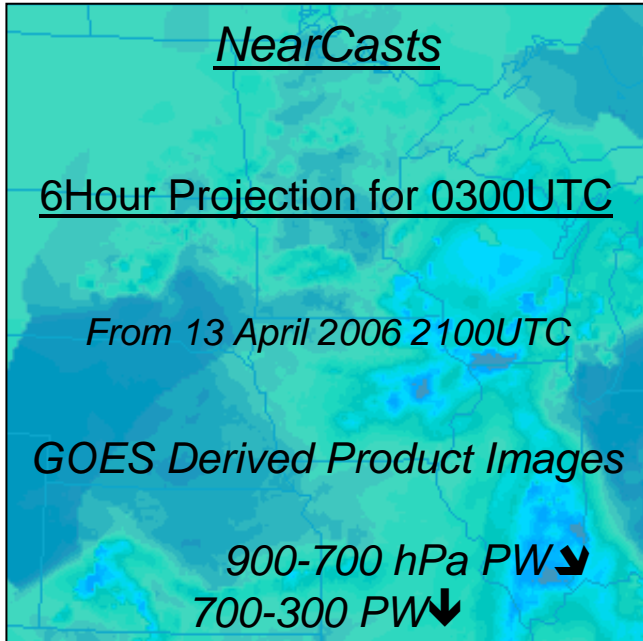 NearCasts
6Hour Projection for 0300UTC
From 13 April 2006 2100UTC
GOES Derived Product Images
900-700 hPa PW🡮
700-300 PW🡫